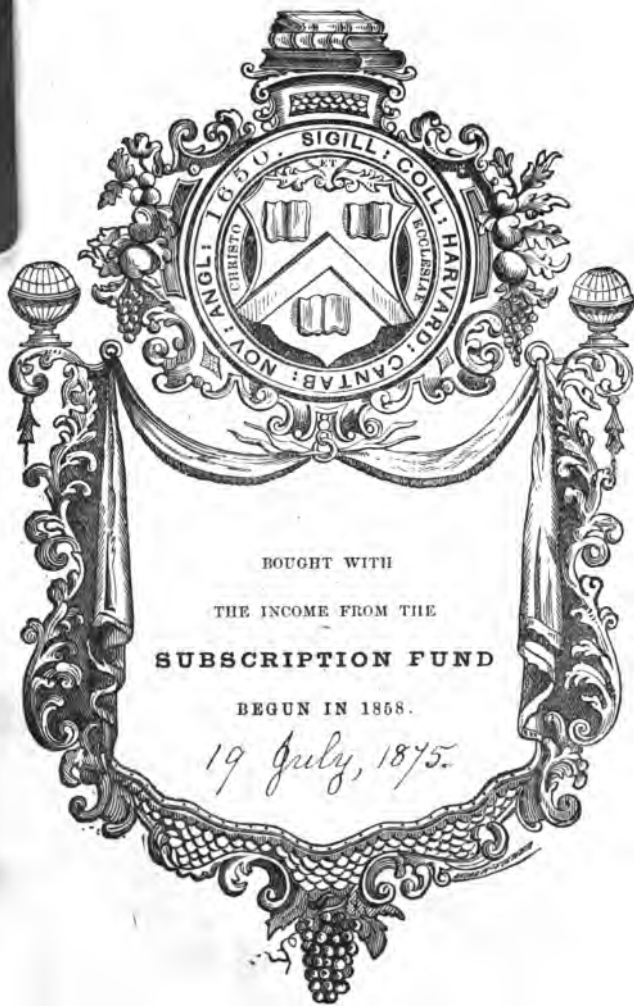 SIGILL: COLL: HARVARD: CANTAB: NOV: ANGL: 1650.
ET
CHRISTO
ECCLESIAE
BOUGHT WITH
THE INCOME FROM THE
SUBSCRIPTION FUND
BEGUN IN 1858.
19 July, 1875.